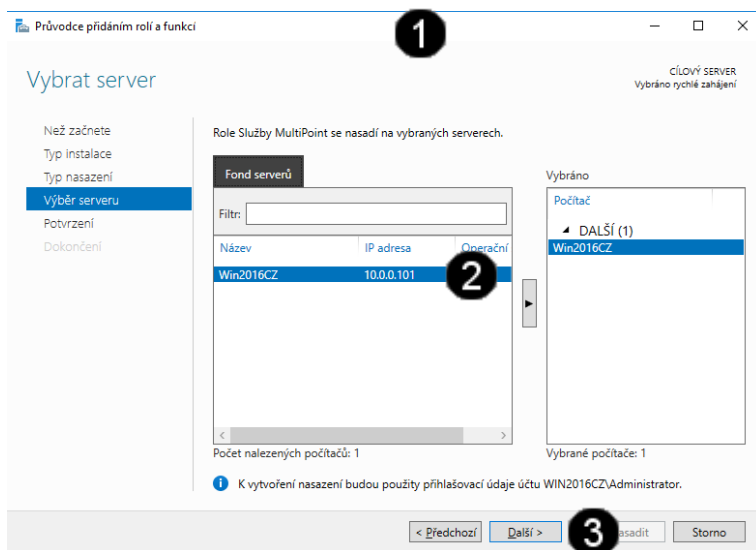 Průvodce přidáním rolí a funkcí
1
Vybrat server
CÍLOVÝ SERVER
Vybráno rychlé zahájení
Než začnete
Typ instalace
Typ nasazení
Výběr serveru
Potvrzení
Dokončení
Role Služby MultiPoint se nasadí na vybraných serverech.
Fond serverů
Filtr:
Název IP adresa Operační
Win2016CZ 10.0.0.101
2
Počet nalezených počítačů: 1
Vybráno
Počítač
DALŠÍ (1)
Win2016CZ
Vybrané počítače: 1
K vytvoření nasazení budou použity přihlašovací údaje účtu WIN2016CZ\Administrator.
< Předchozí Další > 3 Storno